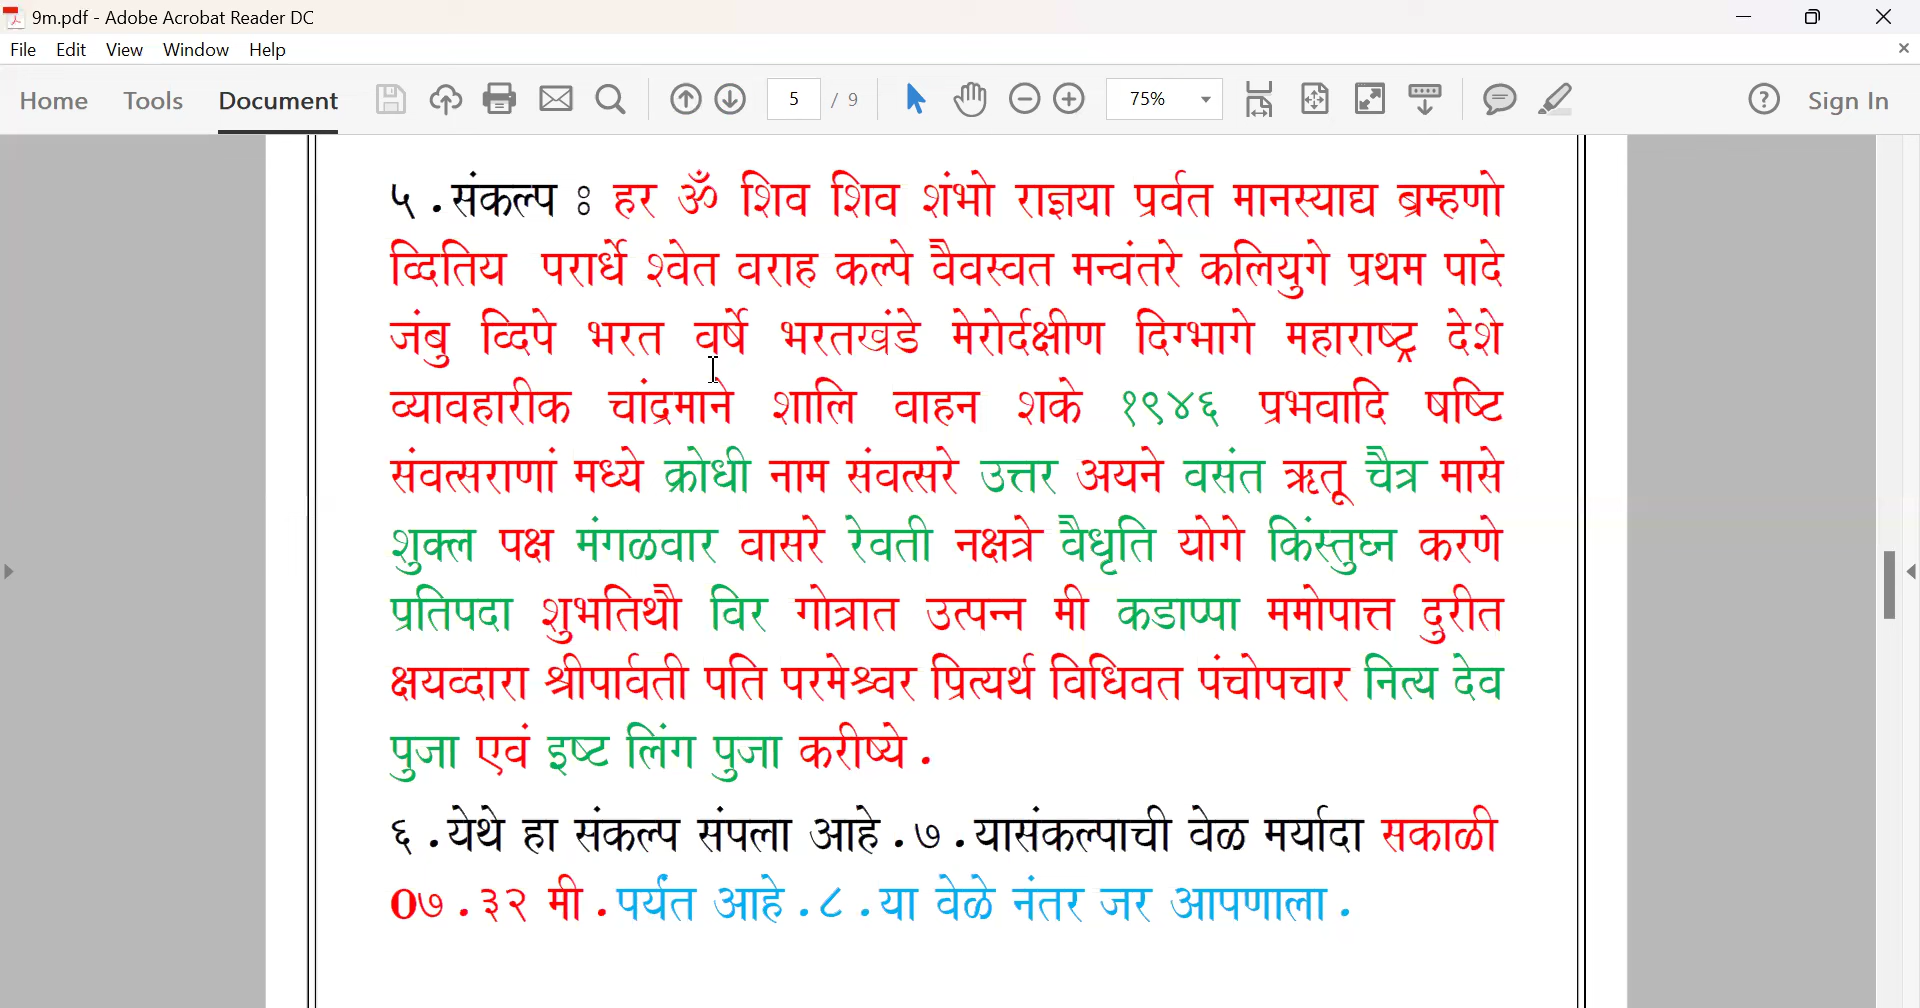 9m.pdf - Adobe Acrobat Reader DC
File Edit View Window Help
Home Tools Document 5 / 9 75% Sign In
५.संकल्प ः हर ॐ शिव शिव शंभो राज्ञया प्रर्वत मानस्याद्य ब्रम्हणो
व्दितिय परार्धे श्वेत वराह कल्पे वैवस्वत मन्वंतरे कलियुगे प्रथम पादे
जंबु व्दिपे भरत वर्षे भरतखंडे मेरोर्दक्षीण दिग्भागे महाराष्ट्र देशे
व्यावहारीक चांद्रमाने शालि वाहन शके १९४६ प्रभवादि षष्टि
संवत्सराणां मध्ये क्रोधी नाम संवत्सरे उत्तर अयने वसंत ऋतू चैत्र मासे
शुक्ल पक्ष मंगळवार वासरे रेवती नक्षत्रे वैधृति योगे किंस्तुघ्न करणे
प्रतिपदा शुभतिथौ विर गोत्रात उत्पन्न मी कडाप्पा ममोपात्त दुरीत
क्षयव्दारा श्रीपार्वती पति परमेश्वर प्रित्यर्थ विधिवत पंचोपचार नित्य देव
पुजा एवं इष्ट लिंग पुजा करीष्ये.
६.येथे हा संकल्प संपला आहे.७.यासंकल्पाची वेळ मर्यादा सकाळी
0७.३२ मी.पर्यंत आहे.८.या वेळे नंतर जर आपणाला.